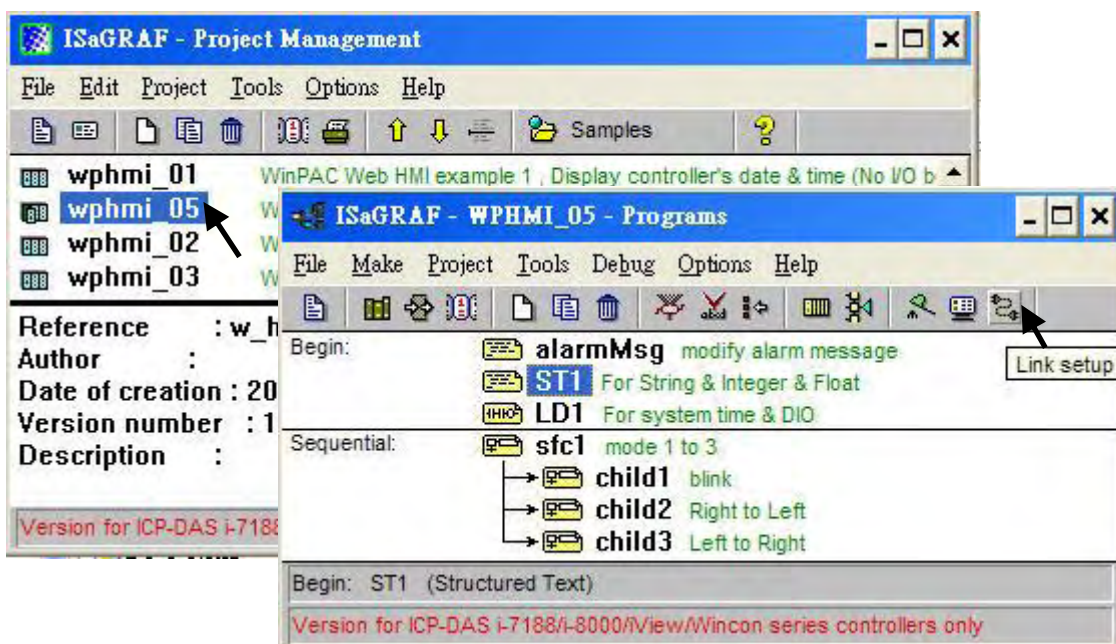 ISaGRAF - Project Management
File Edit Project Tools Options Help
Samples
wphmi_01 WinPAC Web HMI example 1 , Display controller's date & time (No I/O b
wphmi_05 W
wphmi_02 W
wphmi_03 W
Reference : w_h
Author :
Date of creation : 20
Version number : 1
Description :
Version for ICP-DAS i-7188
ISaGRAF - WPHMI_05 - Programs
File Make Project Tools Debug Options Help
Link setup
Begin: alarmMsg modify alarm message
ST1 For String & Integer & Float
LD1 For system time & DIO
Sequential: sfc1 mode 1 to 3
child1 blink
child2 Right to Left
child3 Left to Right
Begin: ST1 (Structured Text)
Version for ICP-DAS i-7188/i-8000/iView/Wincon series controllers only